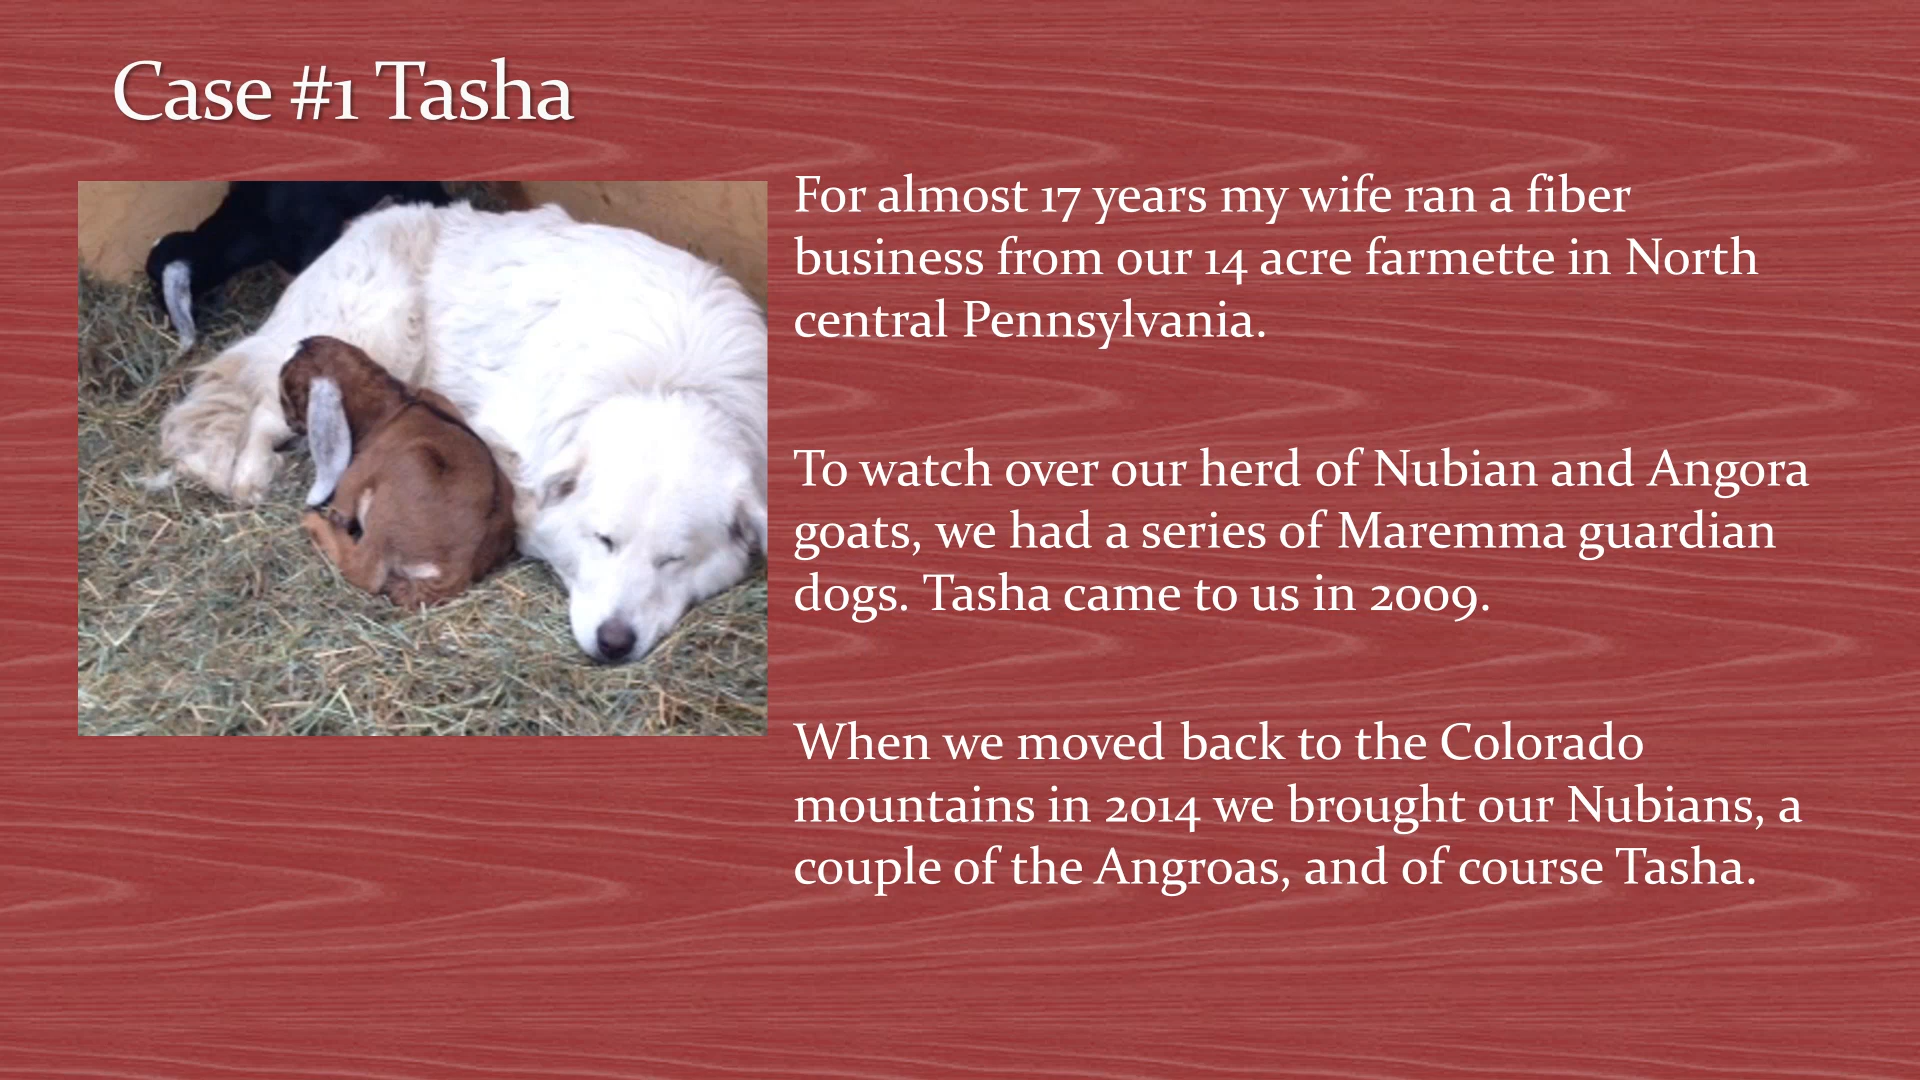 Case #1 Tasha
For almost 17 years my wife ran a fiber
business from our 14 acre farmette in North
central Pennsylvania.
To watch over our herd of Nubian and Angora
goats, we had a series of Maremma guardian
dogs. Tasha came to us in 2009.
When we moved back to the Colorado
mountains in 2014 we brought our Nubians, a
couple of the Angroas, and of course Tasha.